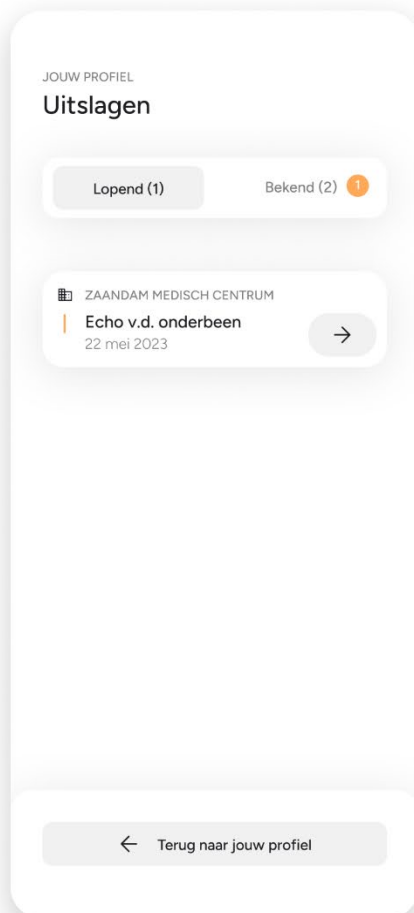 JOUW PROFIEL
Uitslagen
Lopend (1)
Bekend (2) 1
ZAANDAM MEDISCH CENTRUM
Echo v.d. onderbeen
22 mei 2023
Terug naar jouw profiel